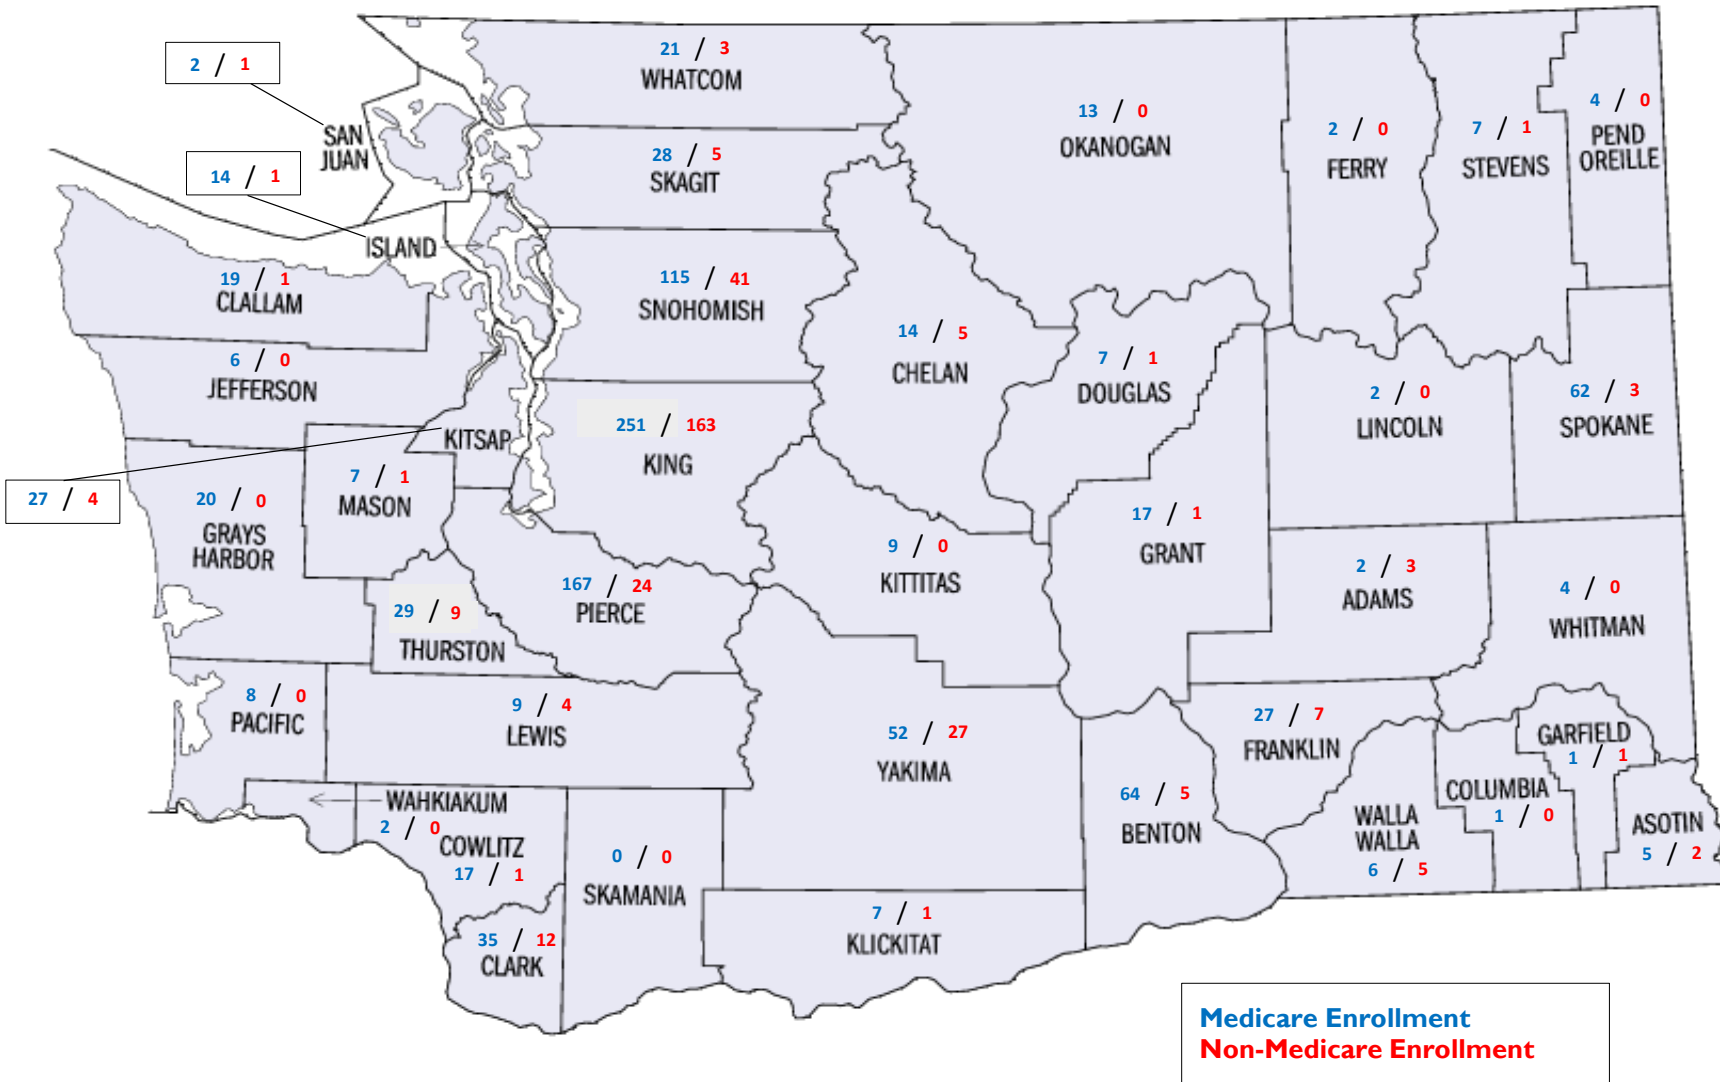 2 / 1
SAN
JUAN
14 / 1
ISLAND
21 / 3
WHATCOM
28 / 5
SKAGIT
13 / 0
OKANOGAN
2 / 0
FERRY
7 / 1
STEVENS
4 / 0
PEND
OREILLE
19 / 1
CLALLAM
115 / 41
SNOHOMISH
6 / 0
JEFFERSON
14 / 5
CHELAN
7 / 1
DOUGLAS
2 / 0
LINCOLN
62 / 3
SPOKANE
27 / 4
KITSAP
251 / 163
KING
7 / 1
MASON
20 / 0
GRAYS
HARBOR
9 / 0
KITTITAS
17 / 1
GRANT
2 / 3
ADAMS
4 / 0
WHITMAN
29 / 9
THURSTON
167 / 24
PIERCE
8 / 0
PACIFIC
9 / 4
LEWIS
52 / 27
YAKIMA
27 / 7
FRANKLIN
GARFIELD
1 / 1
WAHKIAKUM
2 / 0
COWLITZ
17 / 1
0 / 0
SKAMANIA
64 / 5
BENTON
WALLA
WALLA
6 / 5
COLUMBIA
1 / 0
ASOTIN
5 / 2
35 / 12
CLARK
7 / 1
KLICKITAT
Medicare Enrollment
Non-Medicare Enrollment